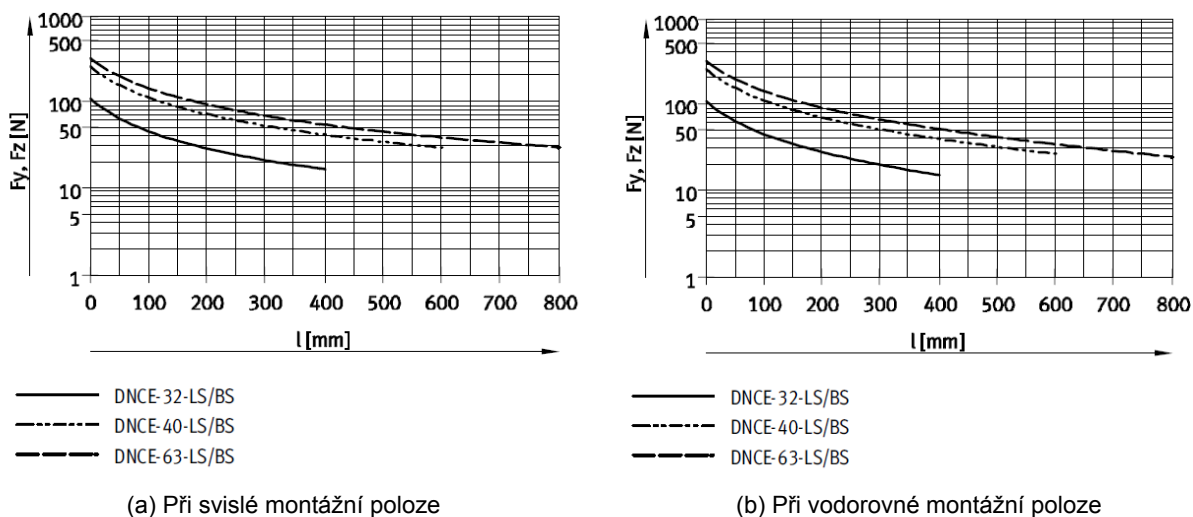 1000
500
100
50
10
5
1
Fy, Fz [N]
0 100 200 300 400 500 600 700 800
l [mm]
DNCE-32-LS/BS
DNCE-40-LS/BS
DNCE-63-LS/BS
(a) Při svislé montážní poloze
1000
500
100
50
10
5
1
Fy, Fz [N]
0 100 200 300 400 500 600 700 800
l [mm]
DNCE-32-LS/BS
DNCE-40-LS/BS
DNCE-63-LS/BS
(b) Při vodorovné montážní poloze